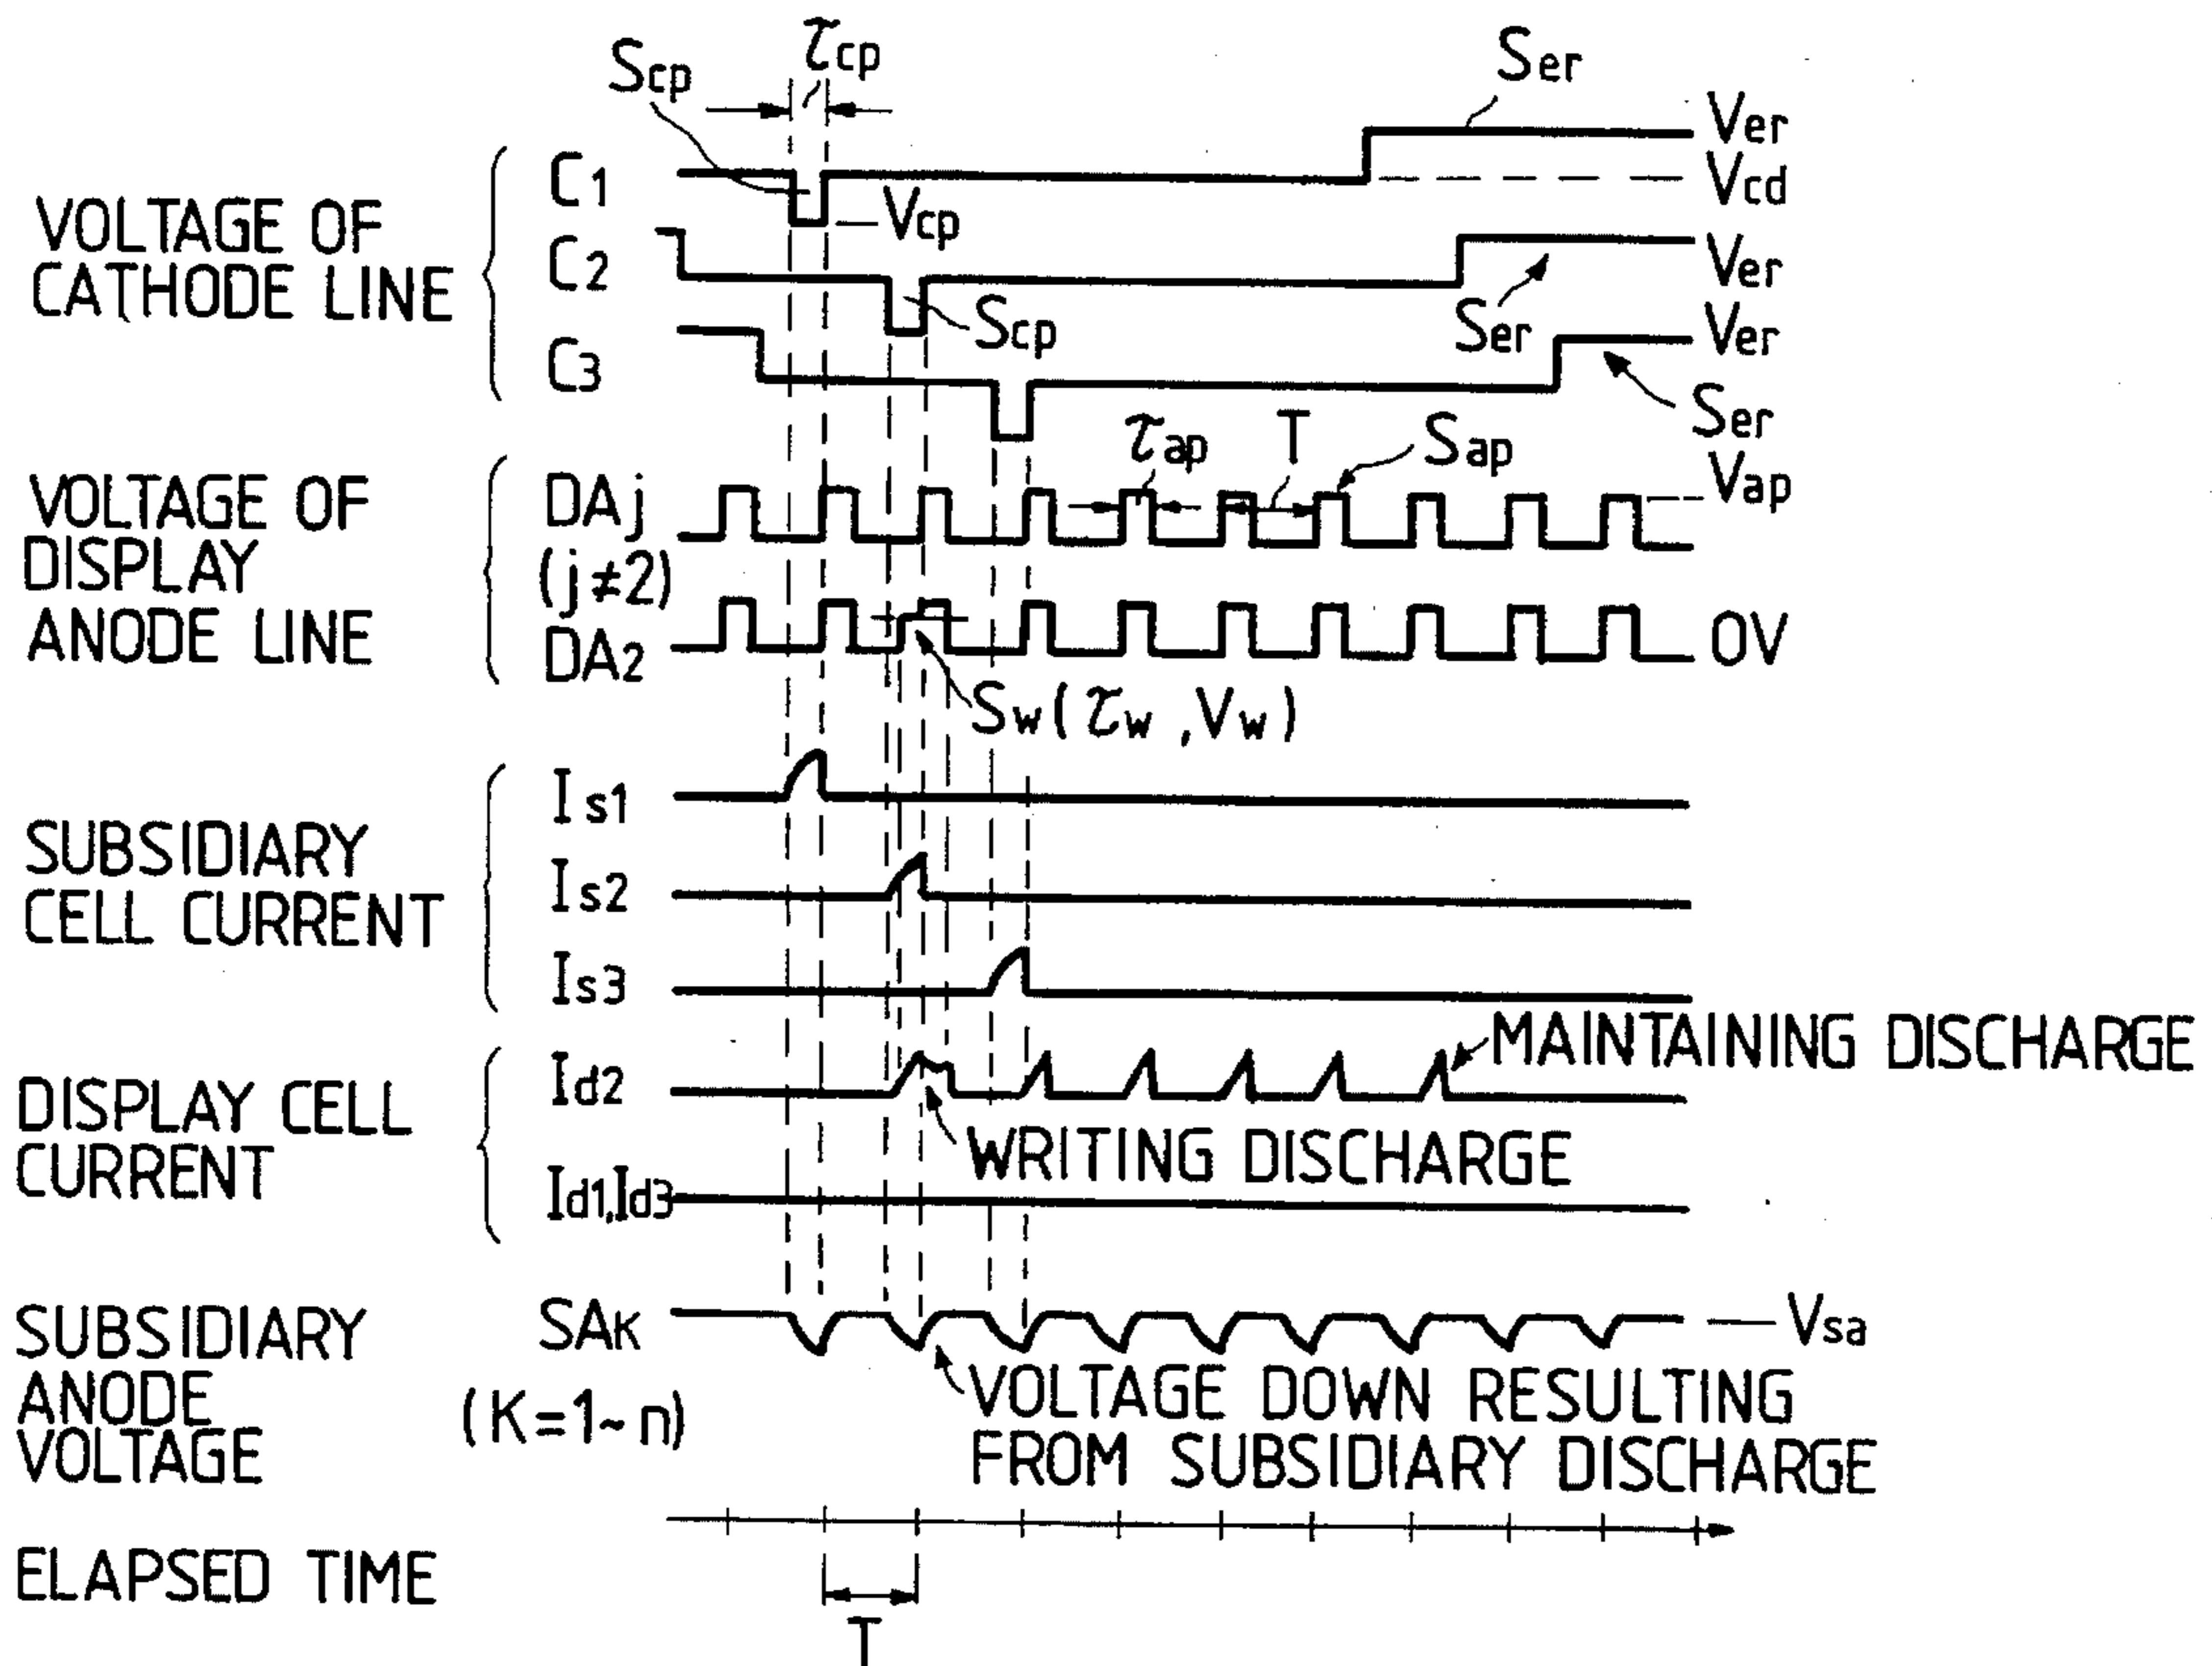 τcp
Scp
Ser
VOLTAGE OF
CATHODE LINE
C1
Ver
Vcd
Vcp
C2
Ver
Scp
Ser
C3
Ver
Ser
VOLTAGE OF
DISPLAY
ANODE LINE
DAj
(j≠2)
τap
T
Sap
Vap
DA2
0V
Sw(τw,Vw)
SUBSIDIARY
CELL CURRENT
Is1
Is2
Is3
DISPLAY CELL
CURRENT
Id2
MAINTAINING DISCHARGE
WRITING DISCHARGE
Id1,Id3
SUBSIDIARY
ANODE
VOLTAGE
SAK
(K=1~n)
Vsa
VOLTAGE DOWN RESULTING
FROM SUBSIDIARY DISCHARGE
ELAPSED TIME
T